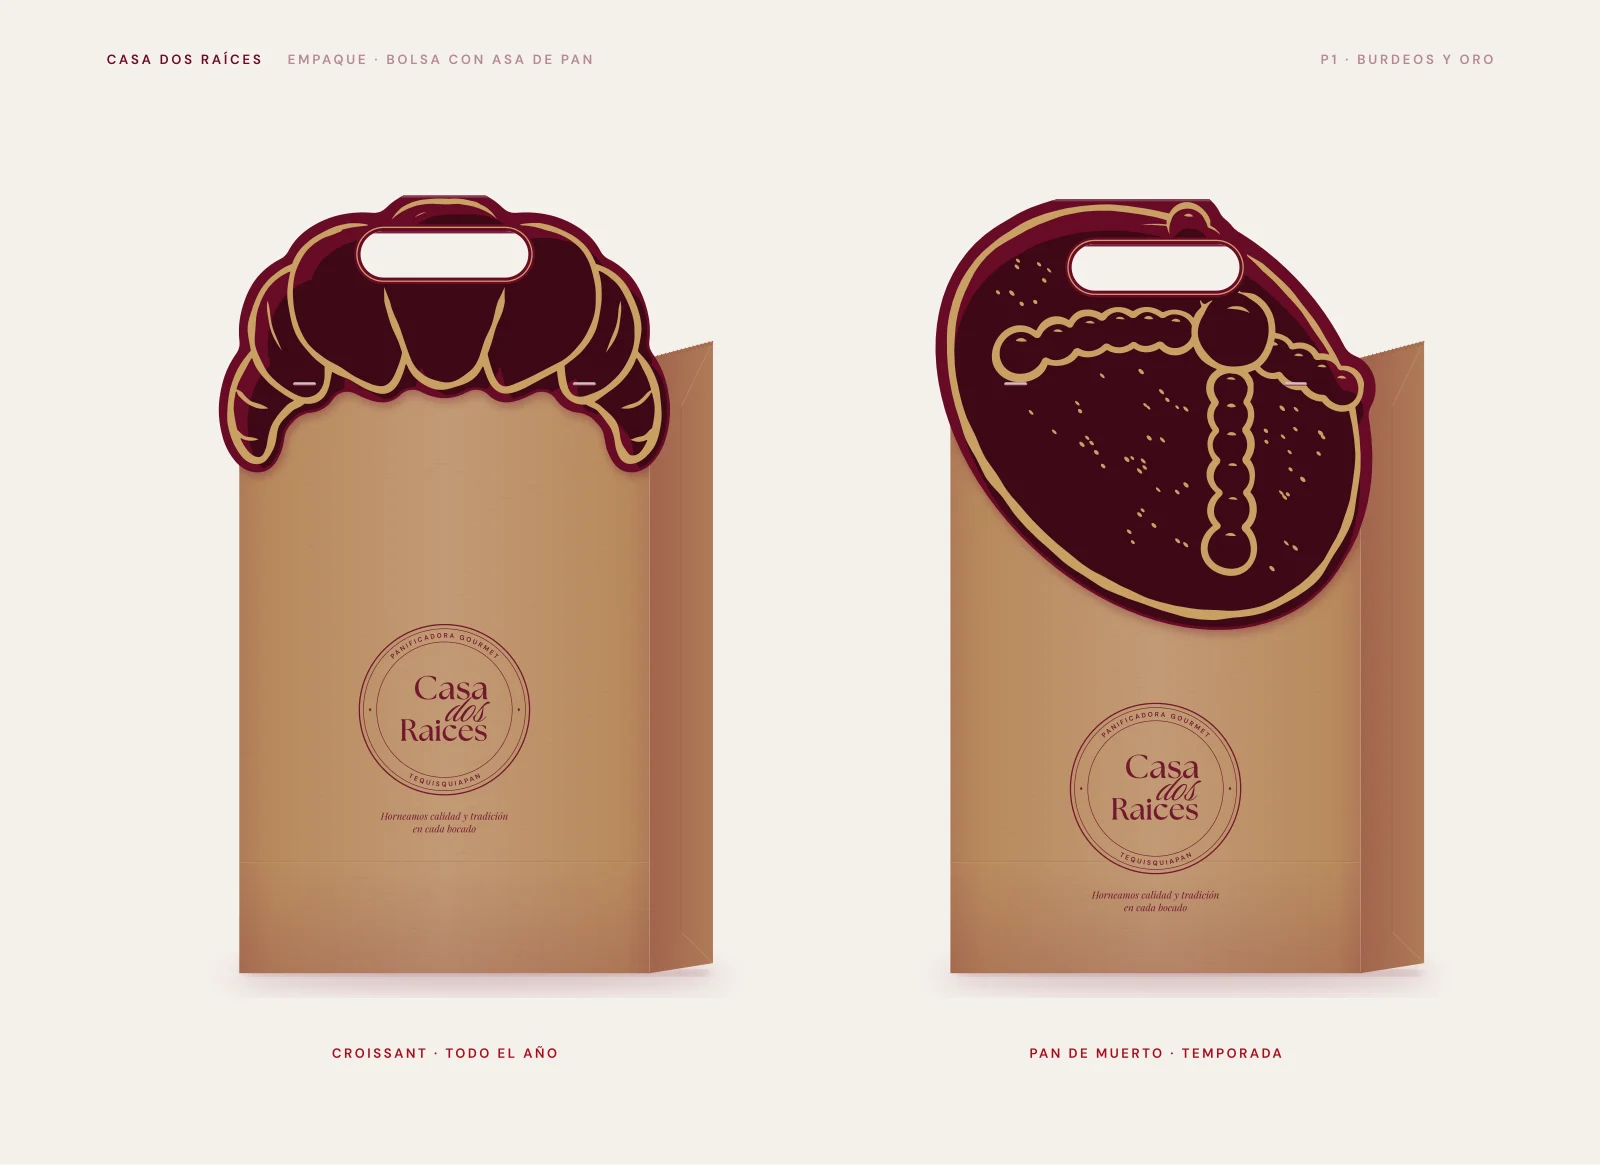 CASA DOS RAÍCES EMPAQUE · BOLSA CON ASA DE PAN
P1 · BURDEOS Y ORO
PANIFICADORA GOURMET
Casa
dos
Raices
TEQUISQUIAPAN
Horneamos calidad y tradición
en cada bocado
PANIFICADORA GOURMET
Casa
dos
Raices
TEQUISQUIAPAN
Horneamos calidad y tradición
en cada bocado
CROISSANT · TODO EL AÑO
PAN DE MUERTO · TEMPORADA